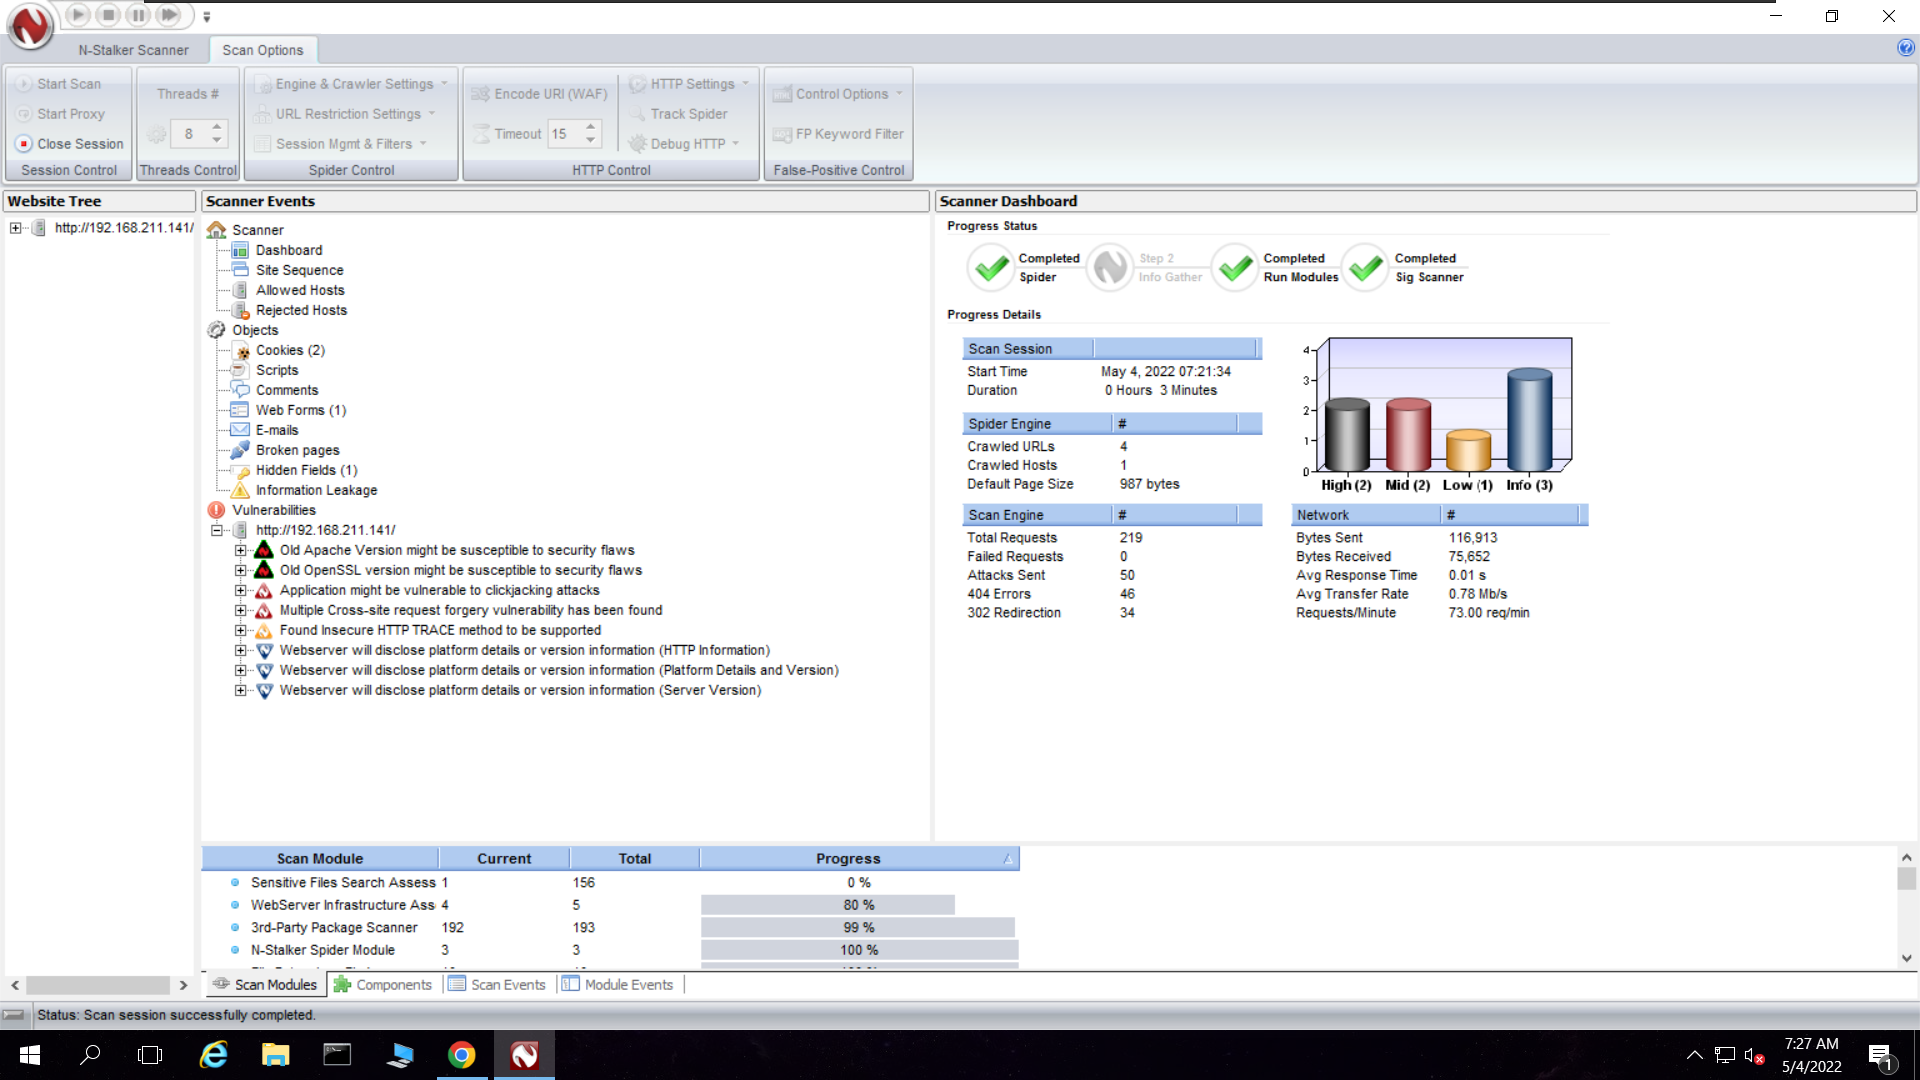 N-Stalker Scanner
Scan Options
Start Scan
Start Proxy
Close Session
Session Control
Threads #
8
Threads Control
Engine & Crawler Settings
URL Restriction Settings
Session Mgmt & Filters
Spider Control
Encode URI (WAF)
Timeout 15
HTTP Settings
Track Spider
Debug HTTP
HTTP Control
Control Options
FP Keyword Filter
False-Positive Control
Website Tree
http://192.168.211.141/
Scanner Events
Scanner
Dashboard
Site Sequence
Allowed Hosts
Rejected Hosts
Objects
Cookies (2)
Scripts
Comments
Web Forms (1)
E-mails
Broken pages
Hidden Fields (1)
Information Leakage
Vulnerabilities
http://192.168.211.141/
Old Apache Version might be susceptible to security flaws
Old OpenSSL version might be susceptible to security flaws
Application might be vulnerable to clickjacking attacks
Multiple Cross-site request forgery vulnerability has been found
Found Insecure HTTP TRACE method to be supported
Webserver will disclose platform details or version information (HTTP Information)
Webserver will disclose platform details or version information (Platform Details and Version)
Webserver will disclose platform details or version information (Server Version)
Scanner Dashboard
Progress Status
Completed
Spider
Step 2
Info Gather
Completed
Run Modules
Completed
Sig Scanner
Progress Details
Scan Session
Start Time May 4, 2022 07:21:34
Duration 0 Hours 3 Minutes
Spider Engine #
Crawled URLs 4
Crawled Hosts 1
Default Page Size 987 bytes
Scan Engine #
Total Requests 219
Failed Requests 0
Attacks Sent 50
404 Errors 46
302 Redirection 34
4
3
2
1
0
High (2) Mid (2) Low (1) Info (3)
Network #
Bytes Sent 116,913
Bytes Received 75,652
Avg Response Time 0.01 s
Avg Transfer Rate 0.78 Mb/s
Requests/Minute 73.00 req/min
Scan Module Current Total Progress
Sensitive Files Search Assess 1 156 0 %
WebServer Infrastructure Ass 4 5 80 %
3rd-Party Package Scanner 192 193 99 %
N-Stalker Spider Module 3 3 100 %
Scan Modules
Components
Scan Events
Module Events
Status: Scan session successfully completed.
7:27 AM
5/4/2022
1